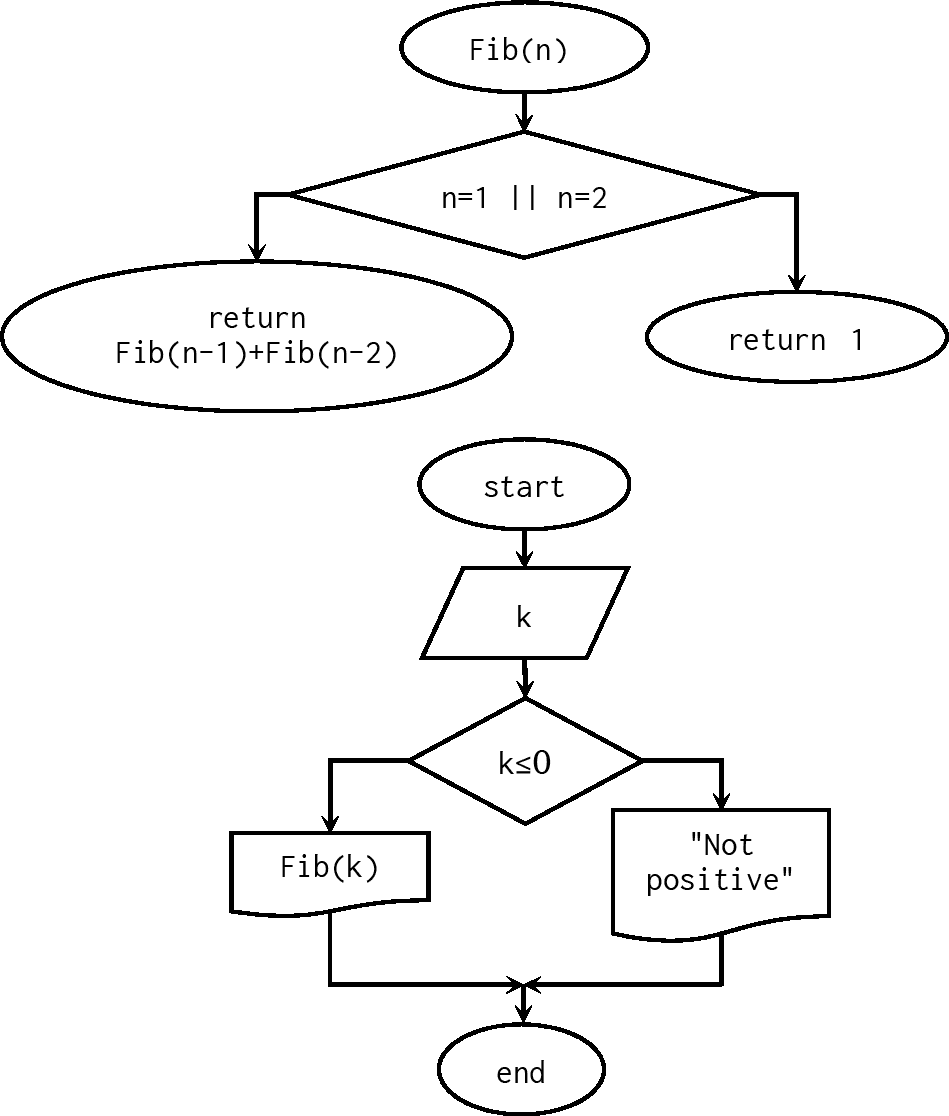 Fib(n)
n=1 || n=2
return
Fib(n-1)+Fib(n-2)
return 1
start
k
k≤0
Fib(k)
"Not
positive"
end